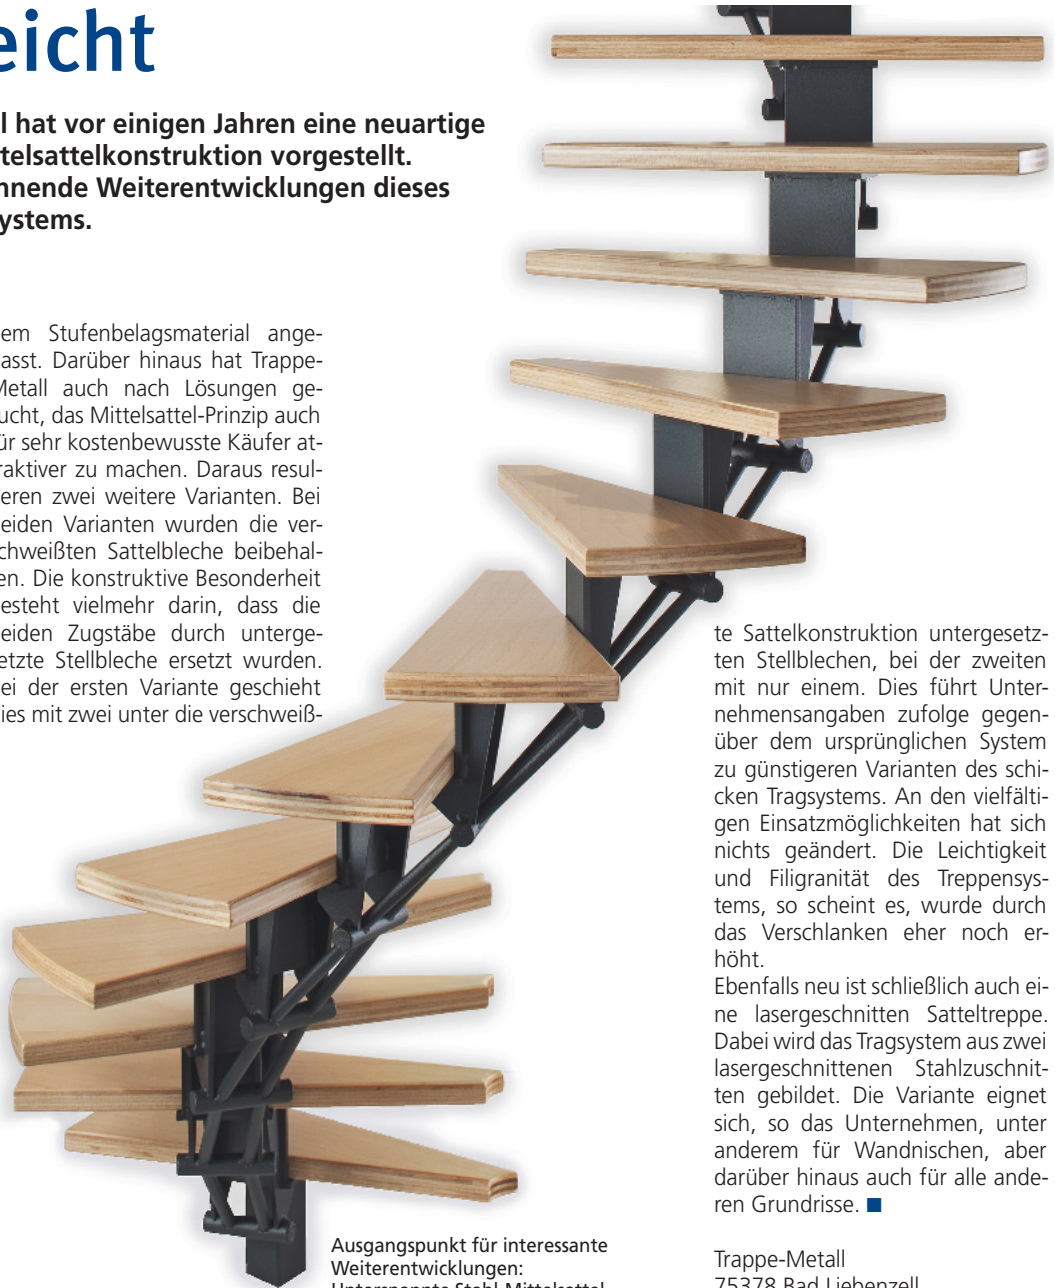 eicht
l hat vor einigen Jahren eine neuartige
telsattelkonstruktion vorgestellt.
nnende Weiterentwicklungen dieses
ystems.
em Stufenbelagsmaterial ange-
asst. Darüber hinaus hat Trappe-
Metall auch nach Lösungen ge-
ucht, das Mittelsattel-Prinzip auch
ür sehr kostenbewusste Käufer at-
raktiver zu machen. Daraus resul-
eren zwei weitere Varianten. Bei
eiden Varianten wurden die ver-
chweißten Sattelbleche beibehal-
en. Die konstruktive Besonderheit
esteht vielmehr darin, dass die
eiden Zugstäbe durch unterge-
etzte Stellbleche ersetzt wurden.
ei der ersten Variante geschieht
ies mit zwei unter die verschweiß-
te Sattelkonstruktion untergesetz-
ten Stellblechen, bei der zweiten
mit nur einem. Dies führt Unter-
nehmensangaben zufolge gegen-
über dem ursprünglichen System
zu günstigeren Varianten des schi-
cken Tragsystems. An den vielfälti-
gen Einsatzmöglichkeiten hat sich
nichts geändert. Die Leichtigkeit
und Filigranität des Treppensys-
tems, so scheint es, wurde durch
das Verschlanken eher noch er-
höht.
Ebenfalls neu ist schließlich auch ei-
ne lasergeschnitten Satteltreppe.
Dabei wird das Tragsystem aus zwei
lasergeschnittenen Stahlzuschnit-
ten gebildet. Die Variante eignet
sich, so das Unternehmen, unter
anderem für Wandnischen, aber
darüber hinaus auch für alle ande-
ren Grundrisse. ■
Trappe-Metall
75378 Bad Liebenzell
Ausgangspunkt für interessante
Weiterentwicklungen:
Unterspannte Stahl-Mittelsattel-